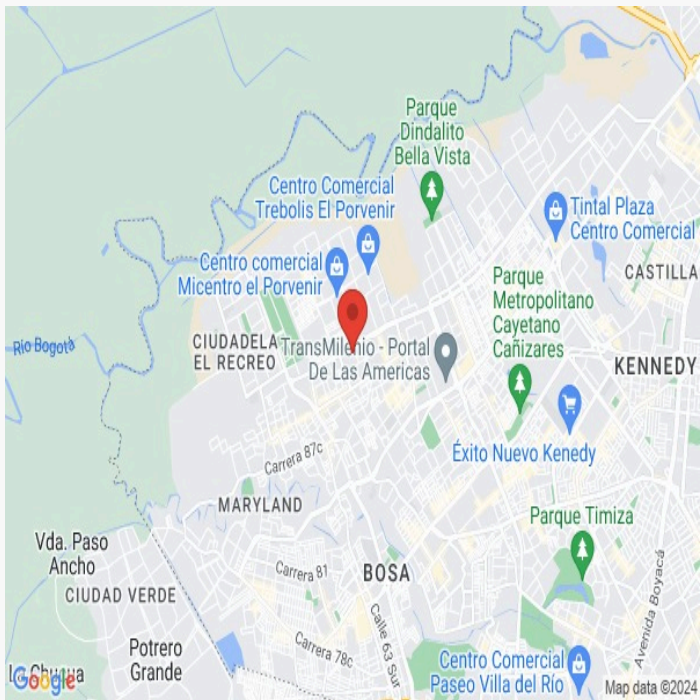 Parque
Dindalito
Bella Vista
Centro Comercial
Trebolis El Porvenir
Tintal Plaza
Centro Comercial
Centro comercial
Micentro el Porvenir
CASTILLA
Parque
Metropolitano
Cayetano
Cañizares
Río Bogotá
CIUDADELA
EL RECREO
TransMilenio - Portal
De Las Americas
KENNEDY
Éxito Nuevo Kenedy
Carrera 87c
MARYLAND
Parque Timiza
Vda. Paso
Ancho
Carrera 81
BOSA
CIUDAD VERDE
Calle 63 Sur
Avenida Boyacá
Carrera 78c
Potrero
Grande
Centro Comercial
Paseo Villa del Río
Google
Map data ©2024